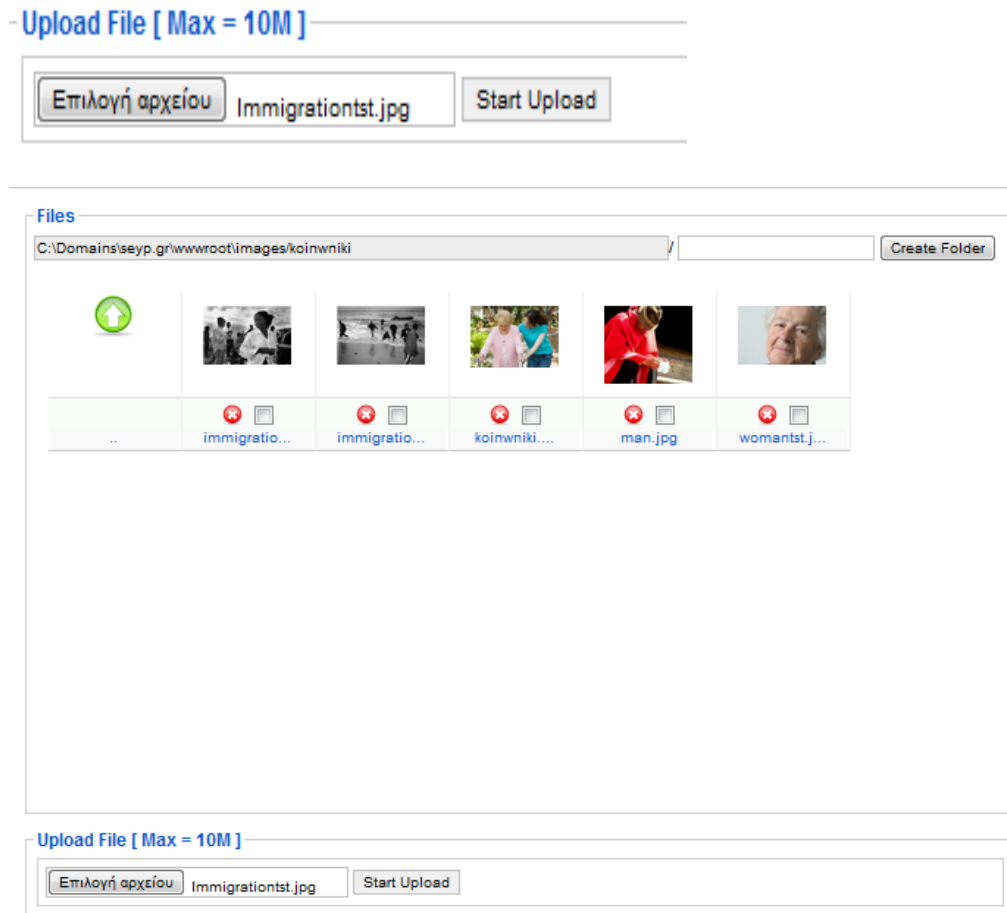 Upload File [ Max = 10M ]
Επιλογή αρχείου Immigrationtst.jpg Start Upload
Files
C:\Domains\seyp.gr\wwwroot\images/koinwniki / Create Folder
.. immigratio... immigratio... koinwniki.... man.jpg womantst.j...
Upload File [ Max = 10M ]
Επιλογή αρχείου Immigrationtst.jpg Start Upload